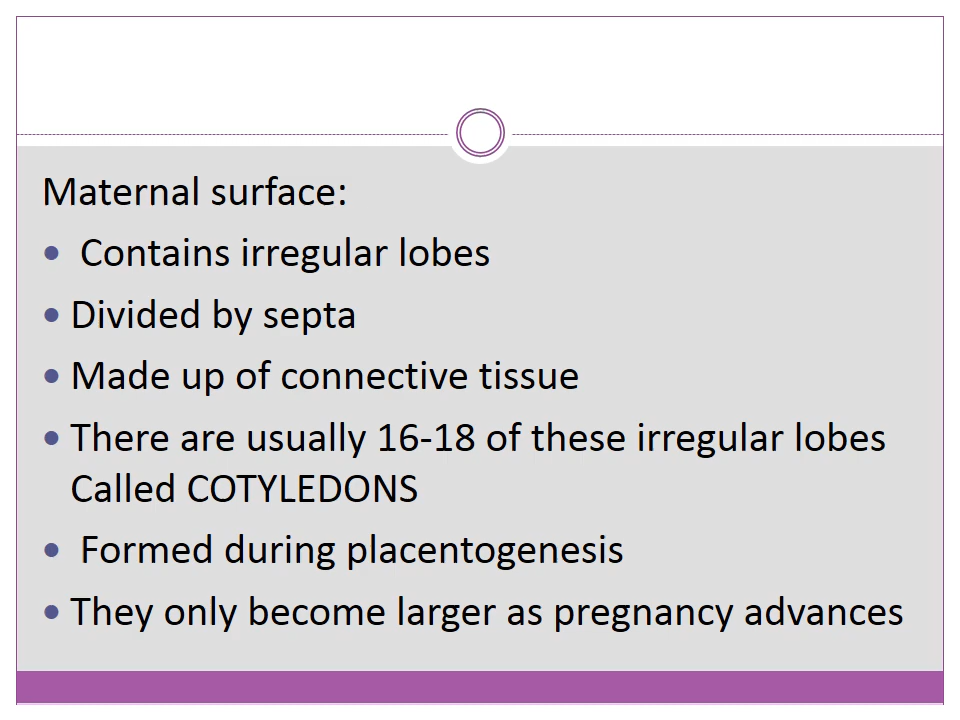 Maternal surface:
• Contains irregular lobes
• Divided by septa
• Made up of connective tissue
• There are usually 16-18 of these irregular lobes
Called COTYLEDONS
• Formed during placentogenesis
• They only become larger as pregnancy advances